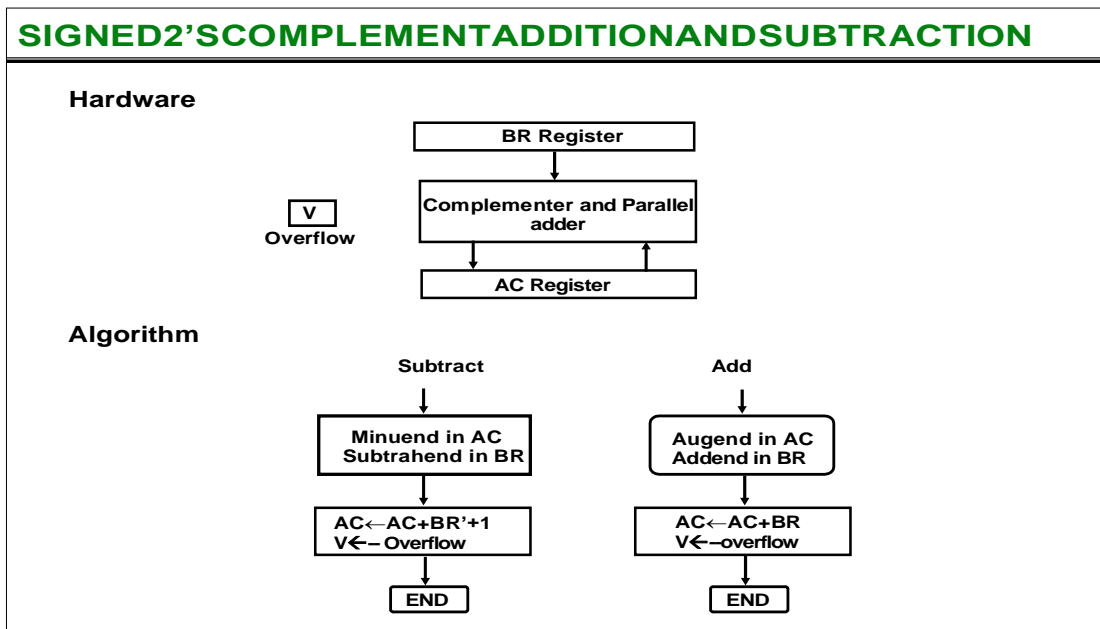 SIGNED2’SCOMPLEMENTADDITIONANDSUBTRACTION
Hardware
BR Register
Complementer and Parallel
adder
V
Overflow
AC Register
Algorithm
Subtract
Add
Minuend in AC
Subtrahend in BR
Augend in AC
Addend in BR
AC←AC+BR’+1
V←– Overflow
AC←AC+BR
V←–overflow
END
END